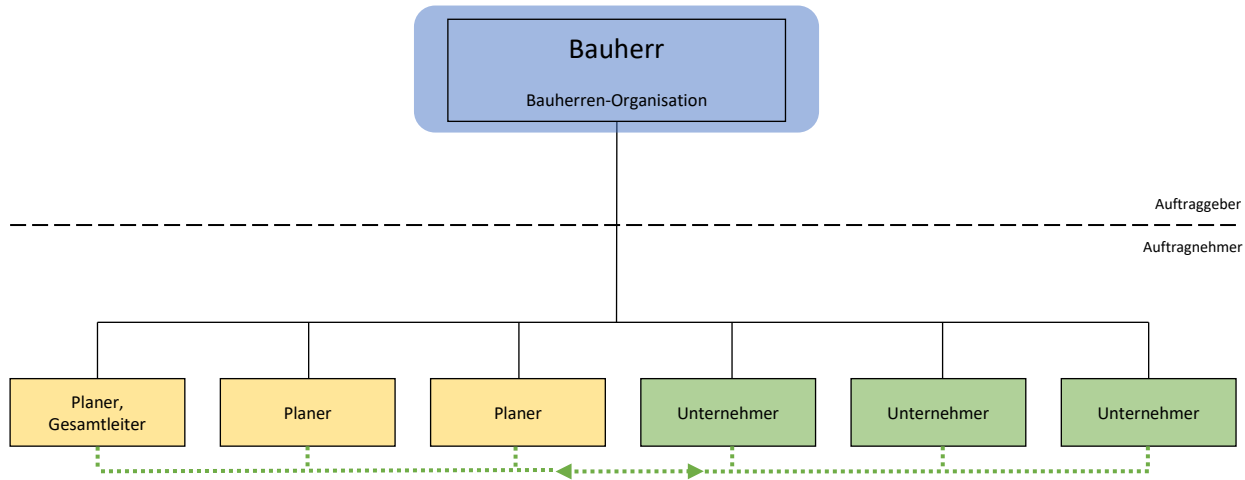 Bauherr
Bauherren-Organisation
Auftraggeber
Auftragnehmer
Planer,
Gesamtleiter
Planer
Planer
Unternehmer
Unternehmer
Unternehmer